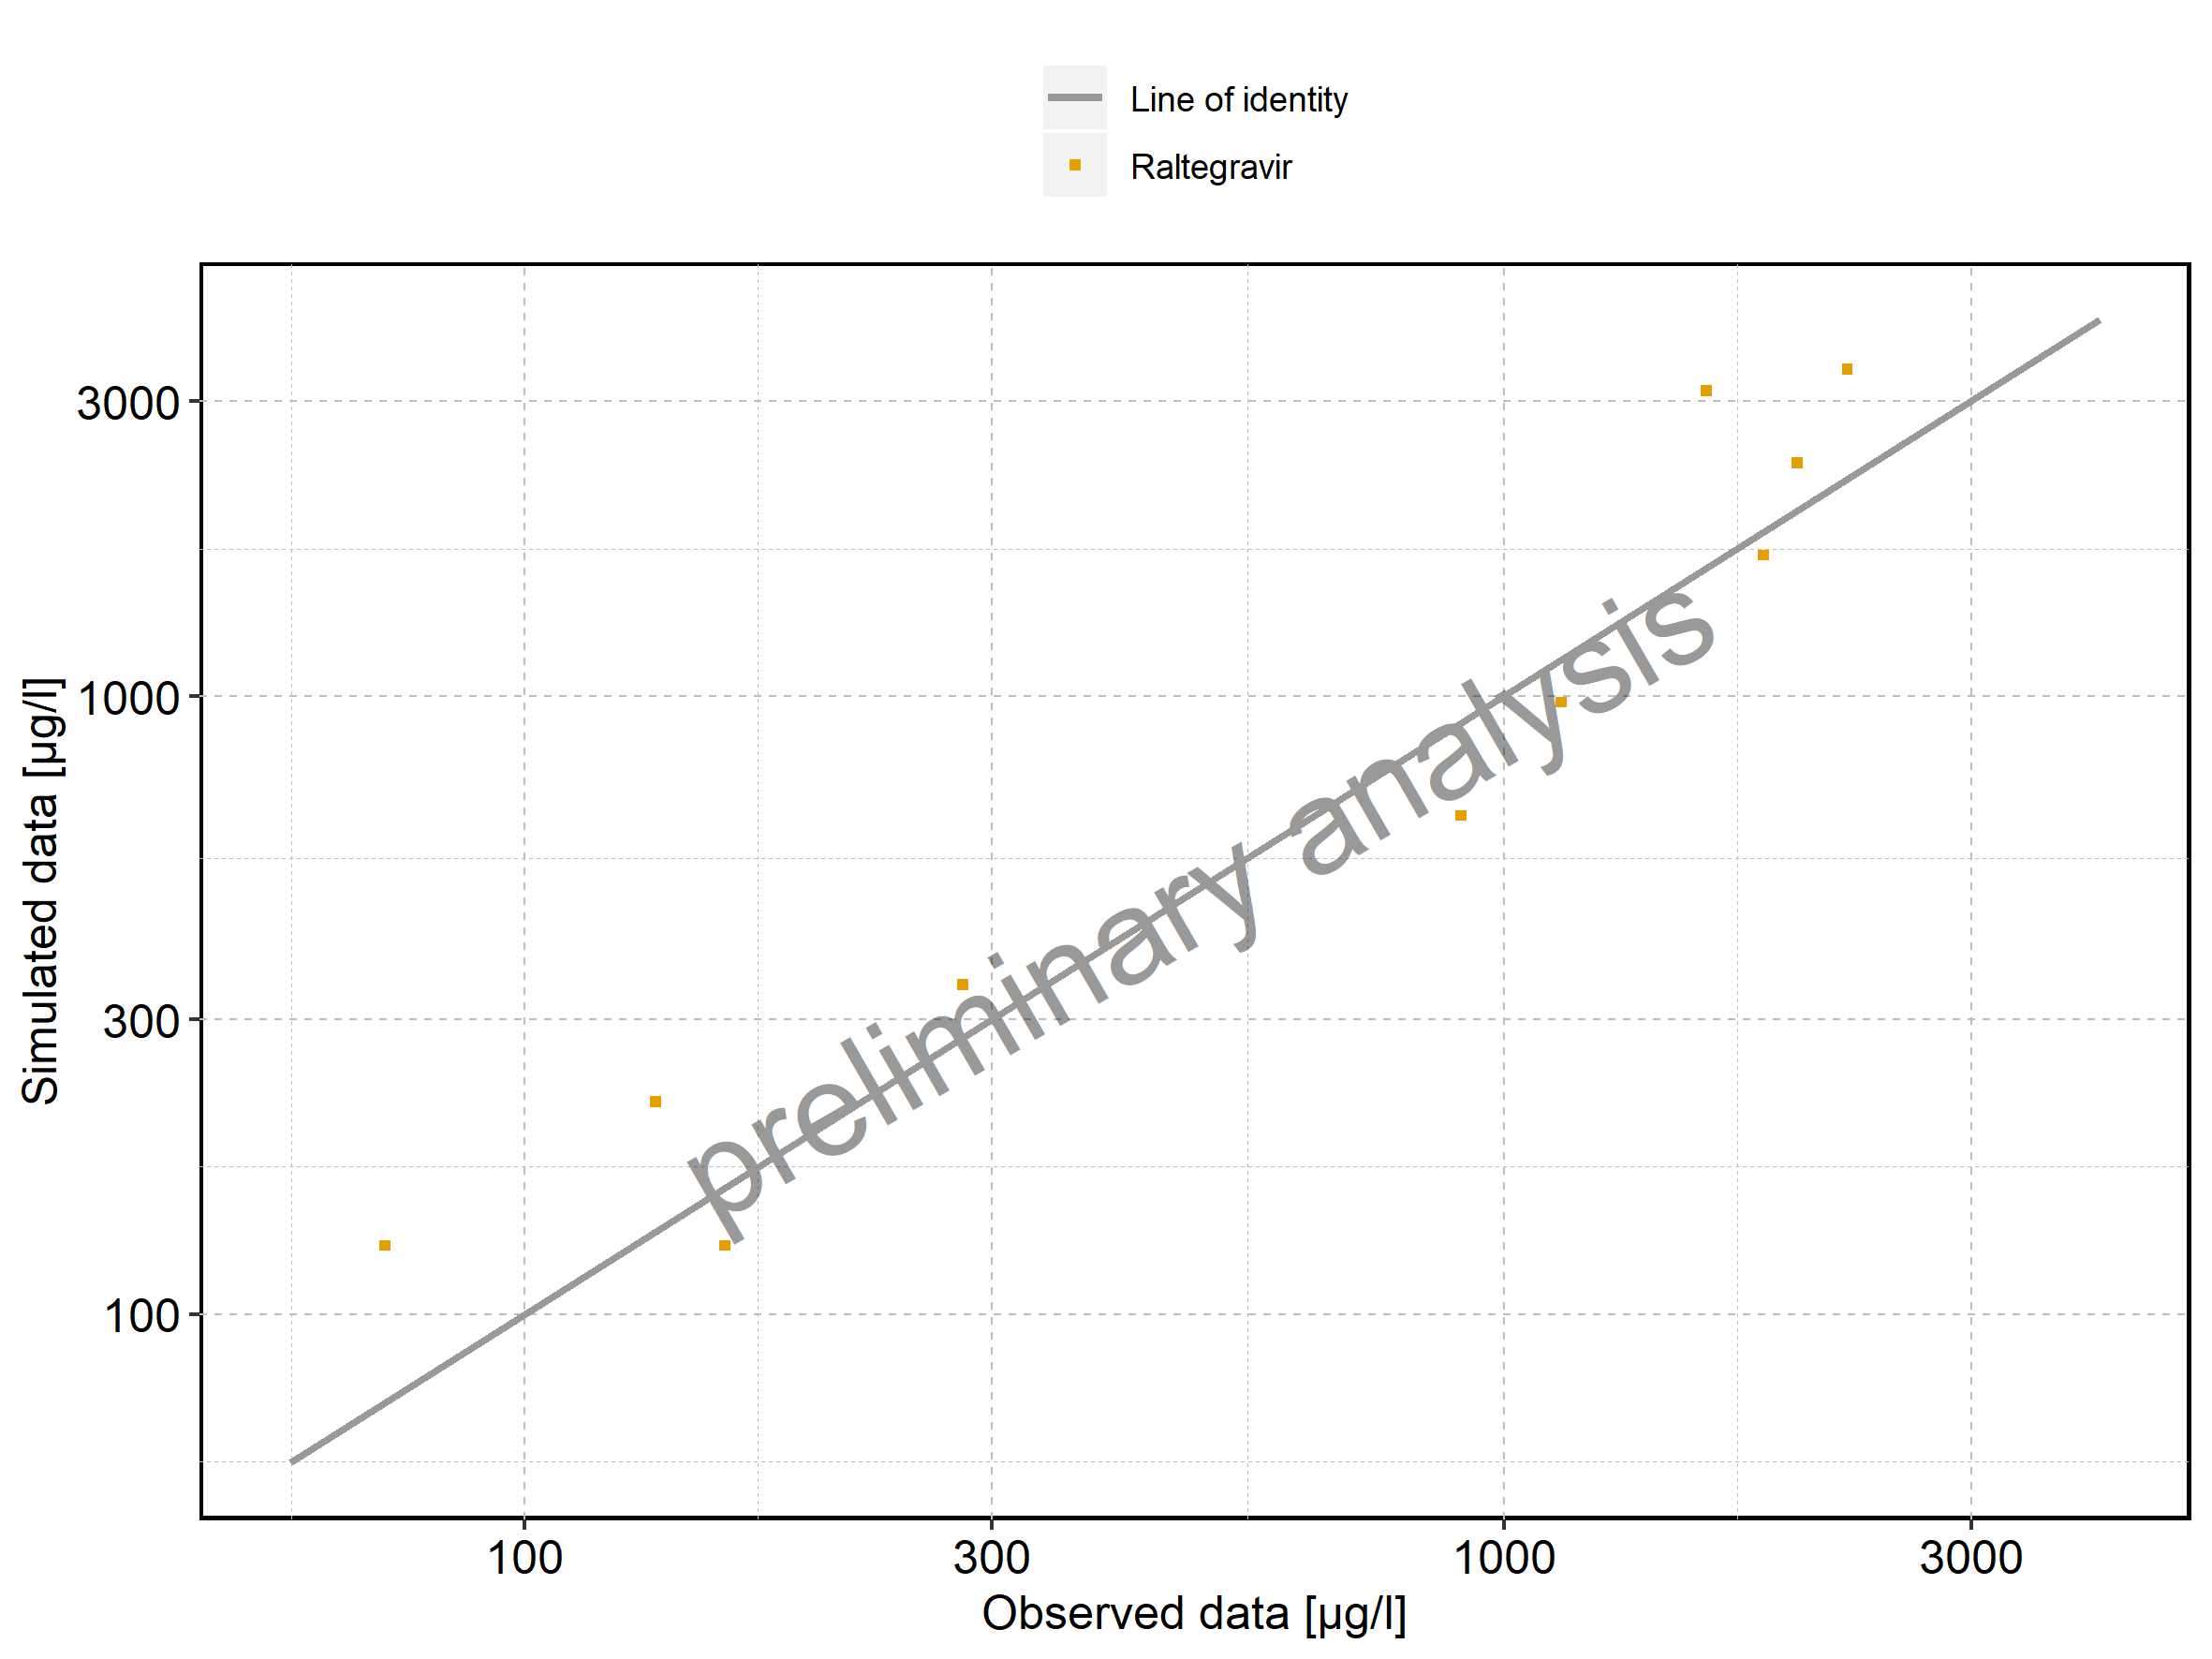 Line of identity
Raltegravir
3000
1000
300
100
Simulated data [µg/l]
preliminary analysis
100
300
1000
3000
Observed data [µg/l]